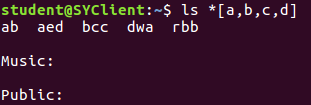 student@SYClient:~$ ls *[a,b,c,d]
ab  aed  bcc  dwa  rbb
Music:
Public: